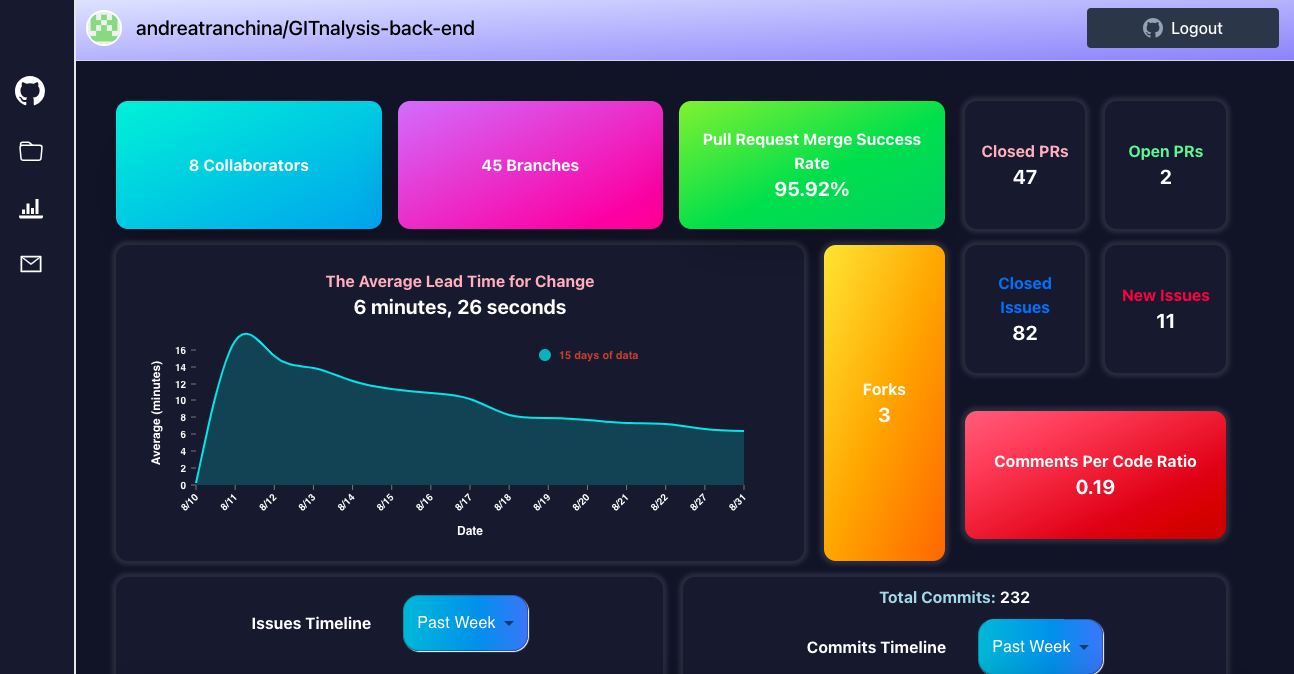 andreatranchina/GITnalysis-back-end
Logout
8 Collaborators
45 Branches
Pull Request Merge Success
Rate
95.92%
Closed PRs
47
Open PRs
2
The Average Lead Time for Change
6 minutes, 26 seconds
15 days of data
Average (minutes)
16
14
12
10
8
6
4
2
0
8/10
8/11
8/12
8/13
8/14
8/15
8/16
8/17
8/18
8/19
8/20
8/21
8/22
8/27
8/31
Date
Forks
3
Closed
Issues
82
New Issues
11
Comments Per Code Ratio
0.19
Issues Timeline
Past Week
Total Commits: 232
Commits Timeline
Past Week